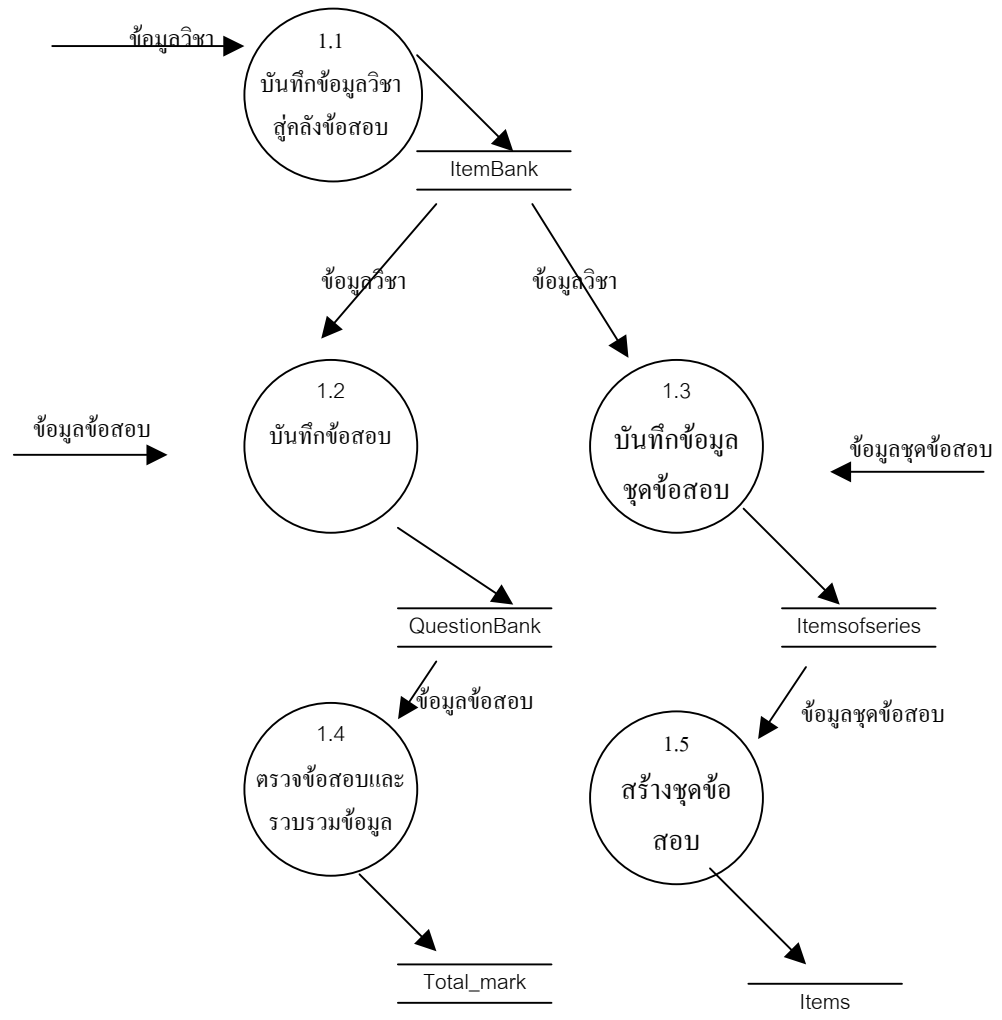 ข้อมูลวิชา
1.1
บันทึกข้อมูลวิชา
สู่คลังข้อสอบ
ItemBank
ข้อมูลวิชา
ข้อมูลวิชา
1.2
บันทึกข้อสอบ
1.3
บันทึกข้อมูล
ชุดข้อสอบ
ข้อมูลข้อสอบ
ข้อมูลชุดข้อสอบ
QuestionBank
Itemsofseries
ข้อมูลข้อสอบ
ข้อมูลชุดข้อสอบ
1.4
ตรวจข้อสอบและ
รวบรวมข้อมูล
1.5
สร้างชุดข้อ
สอบ
Total_mark
Items